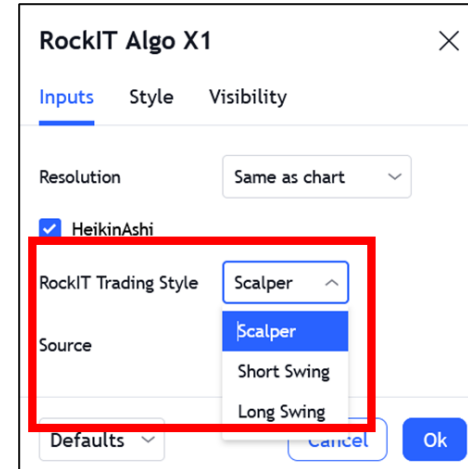 RockIT Algo X1
Inputs Style Visibility
Resolution Same as chart
HeikinAshi
RockIT Trading Style Scalper
Scalper
Source
Short Swing
Long Swing
Defaults Cancel Ok